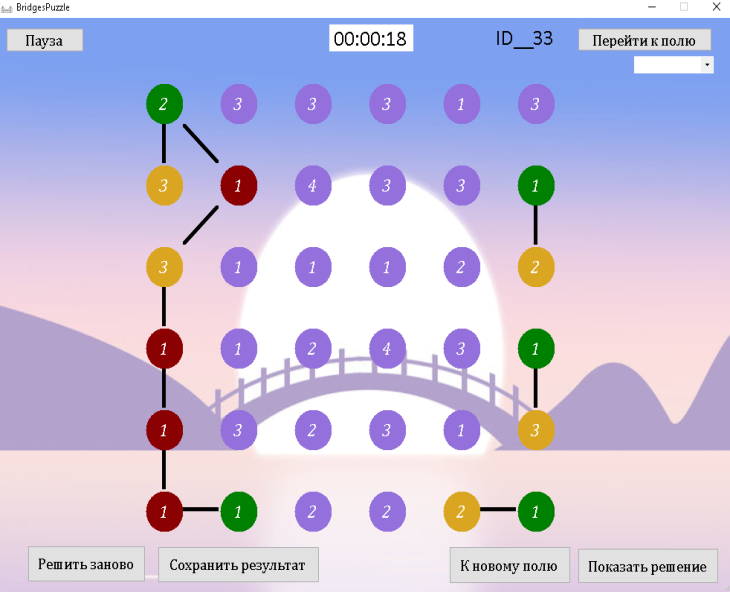 BridgesPuzzle
Пауза
00:00:18
ID__33
Перейти к полю
2 3 3 3 1 3
3 1 4 3 3 1
3 1 1 1 2 2
1 1 2 4 3 1
1 3 2 3 1 3
1 1 2 2 2 1
Решить заново
Сохранить результат
К новому полю
Показать решение